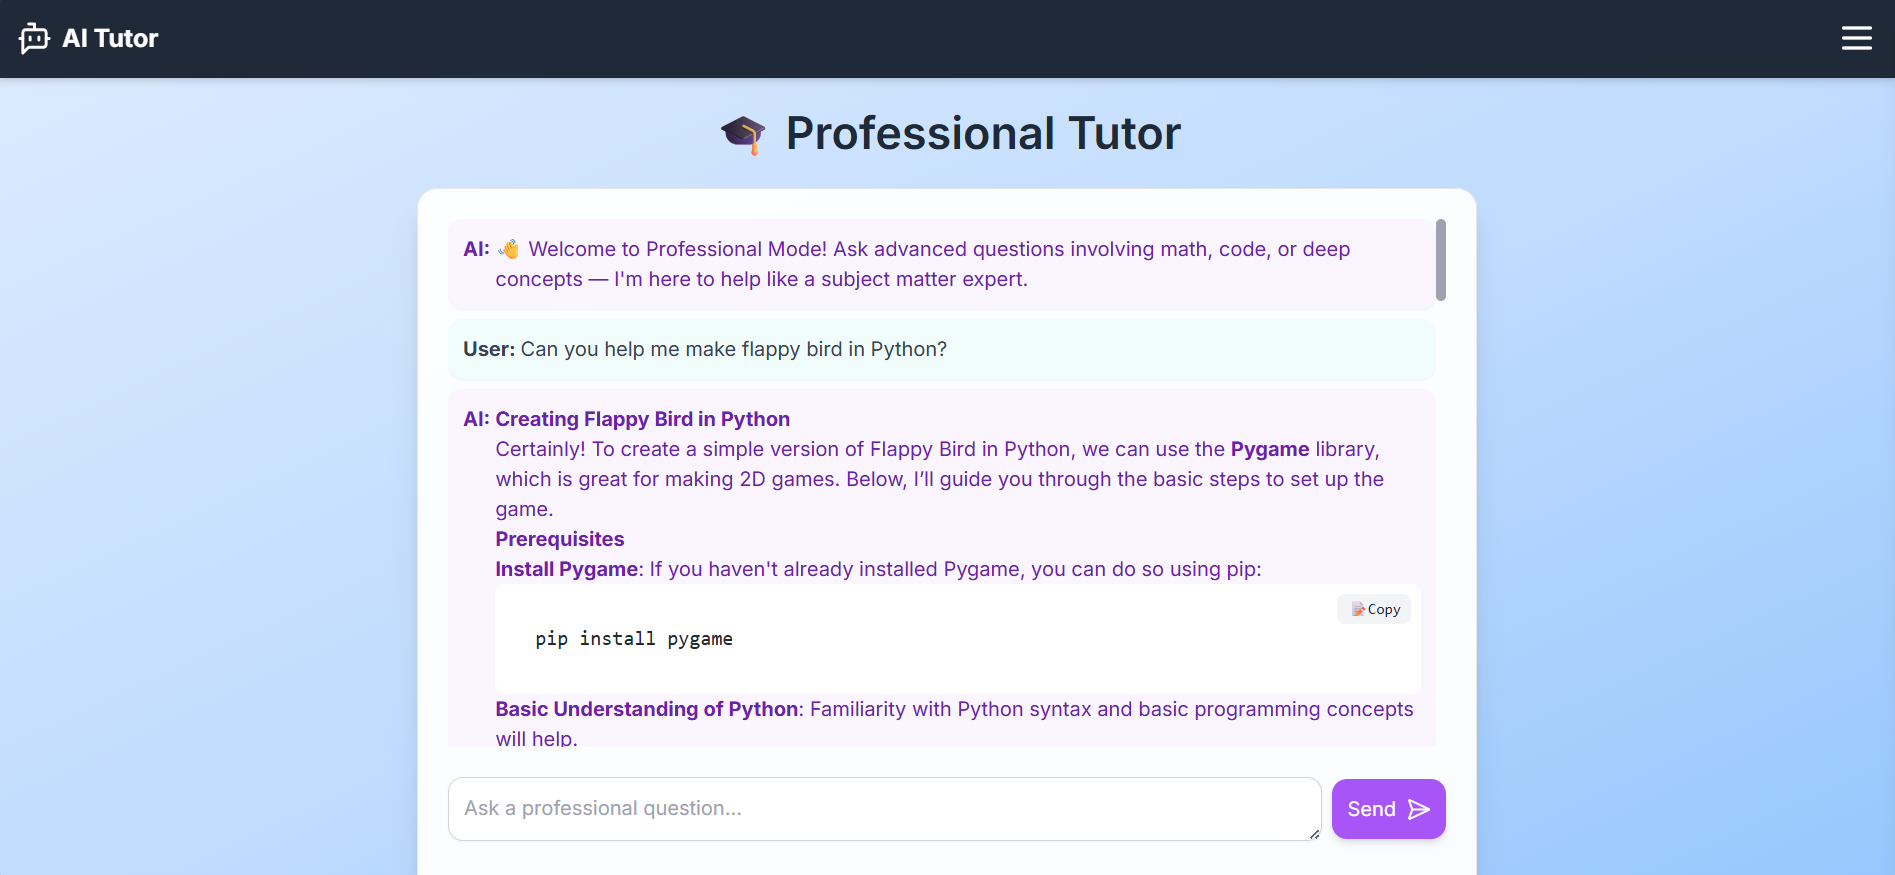 AI Tutor
🎓 Professional Tutor
AI: 👋 Welcome to Professional Mode! Ask advanced questions involving math, code, or deep
concepts — I'm here to help like a subject matter expert.
User: Can you help me make flappy bird in Python?
AI: Creating Flappy Bird in Python
Certainly! To create a simple version of Flappy Bird in Python, we can use the Pygame library,
which is great for making 2D games. Below, I’ll guide you through the basic steps to set up the
game.
Prerequisites
Install Pygame: If you haven't already installed Pygame, you can do so using pip:
📝Copy
pip install pygame
Basic Understanding of Python: Familiarity with Python syntax and basic programming concepts
will help.
Ask a professional question...
Send